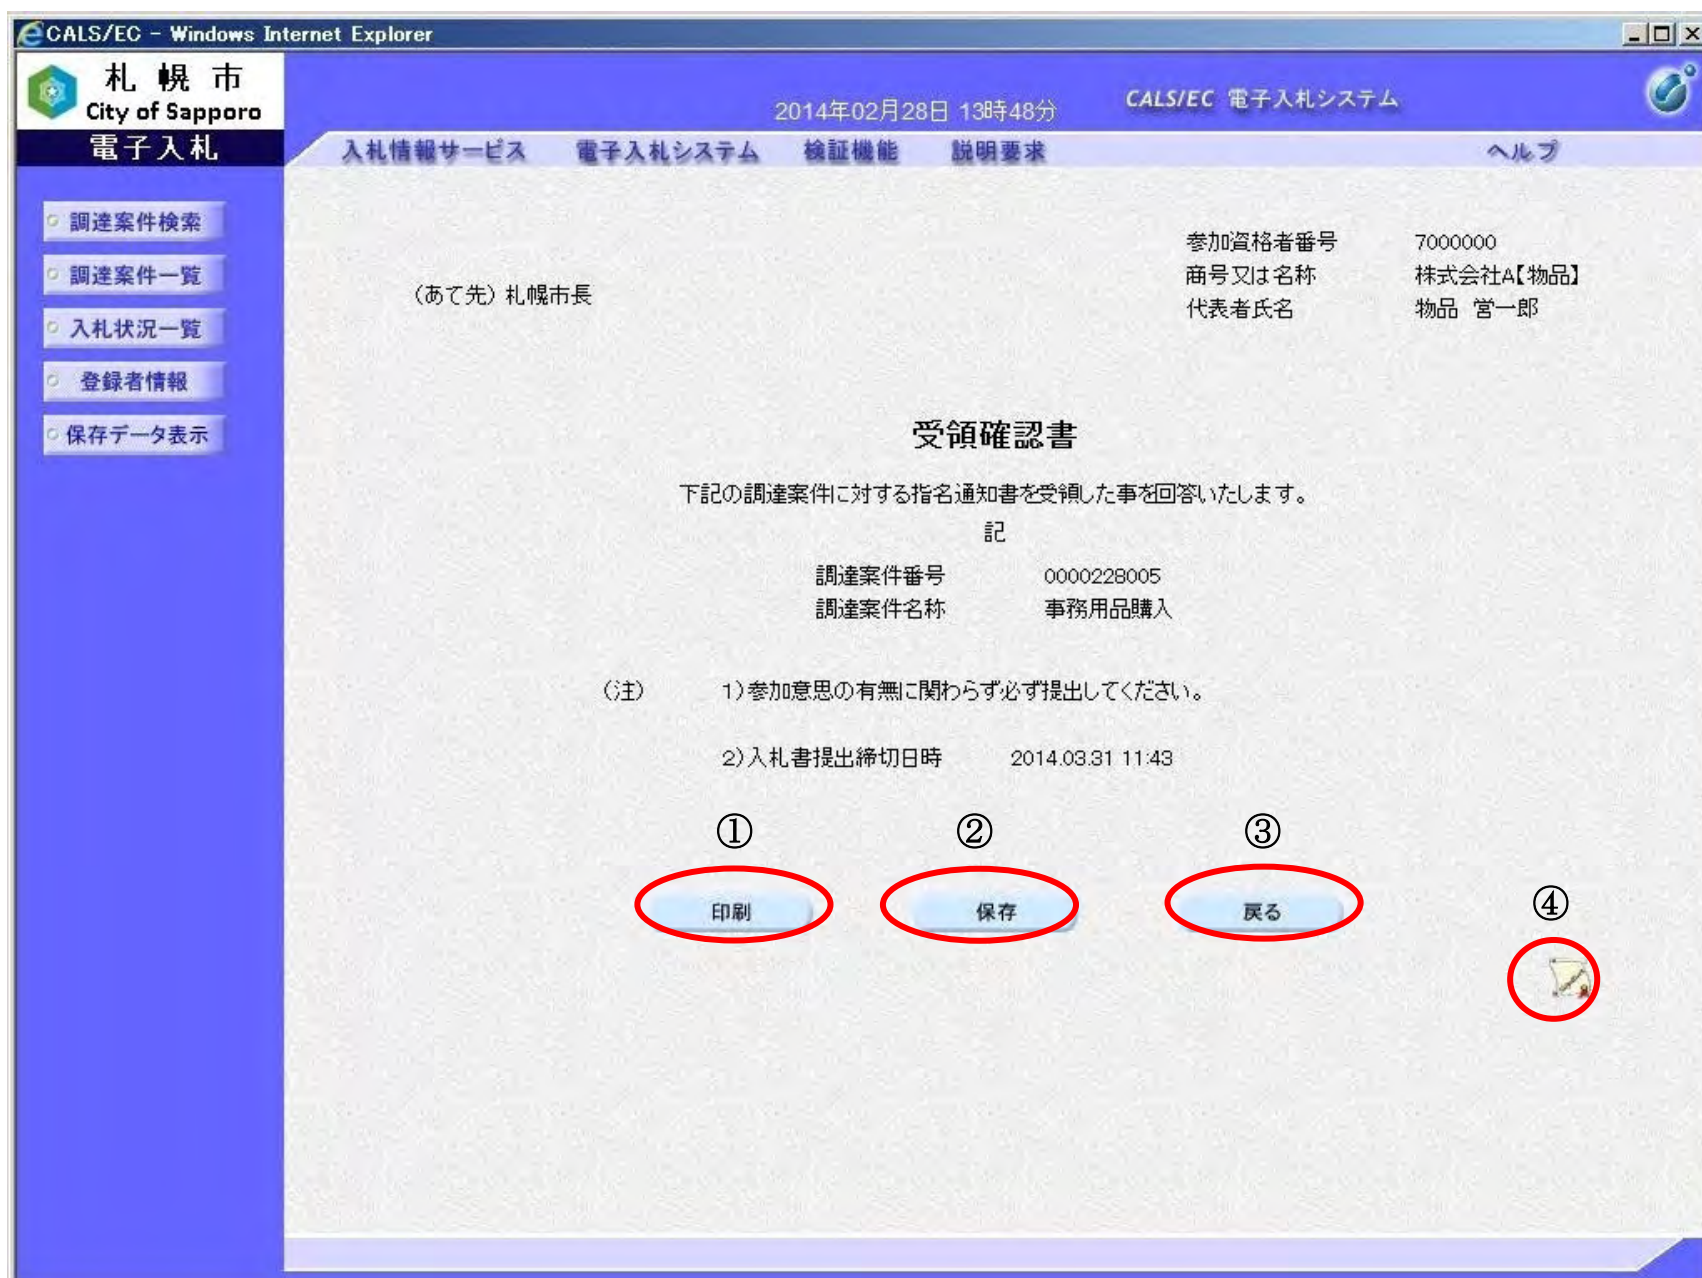 CALS/EC - Windows Internet Explorer
札幌市
City of Sapporo
2014年02月28日 13時48分
CALS/EC 電子入札システム
電子入札
入札情報サービス 電子入札システム 検証機能 説明要求 ヘルプ
調達案件検索
調達案件一覧
入札状況一覧
登録者情報
保存データ表示
参加資格者番号 7000000
商号又は名称 株式会社A【物品】
(あて先)札幌市長
代表者氏名 物品 営一郎
受領確認書
下記の調達案件に対する指名通知書を受領した事を回答いたします。
記
調達案件番号 0000228005
調達案件名称 事務用品購入
(注) 1)参加意思の有無に関わらず必ず提出してください。
2)入札書提出締切日時 2014.03.31 11:43
① ② ③
印刷 保存 戻る
④